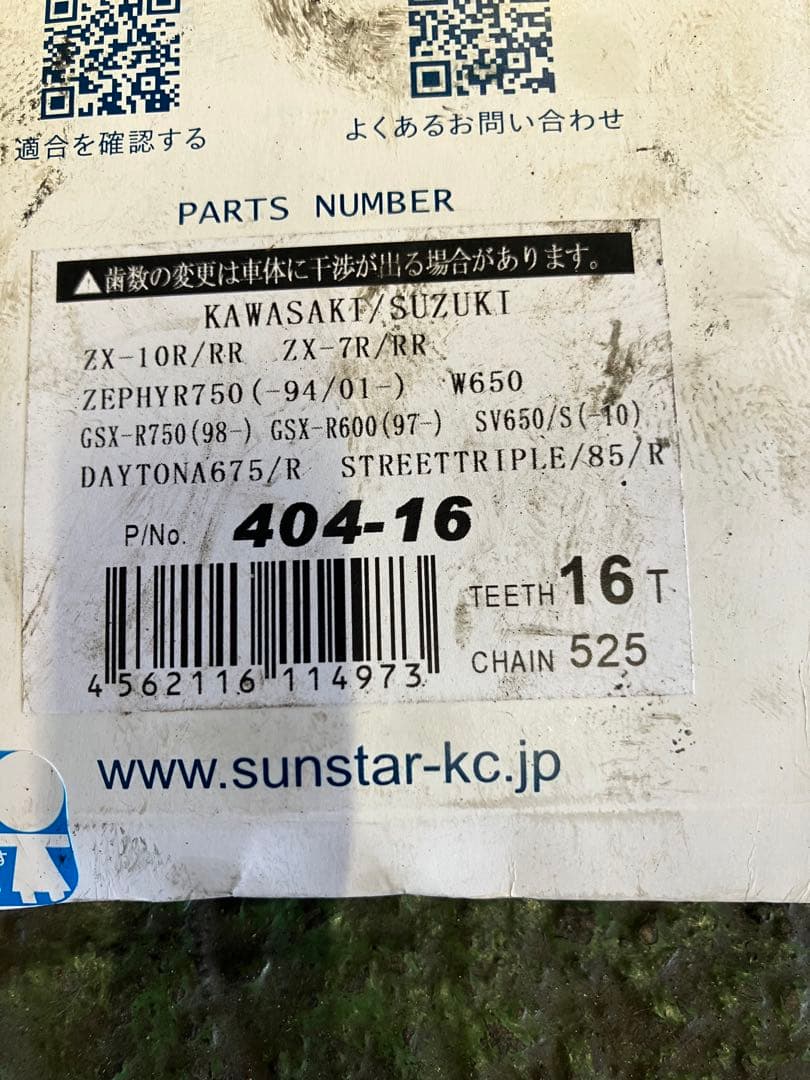 適合を確認する
よくあるお問い合わせ
PARTS NUMBER
⚠歯数の変更は車体に干渉が出る場合があります。
KAWASAKI/SUZUKI
ZX-10R/RR ZX-7R/RR
ZEPHYR750(-94/01-) W650
GSX-R750(98-) GSX-R600(97-) SV650/S(-10)
DAYTONA675/R STREETTRIPLE/85/R
P/No. 404-16
TEETH 16 T
CHAIN 525
4 562116 114973
www.sunstar-kc.jp
す